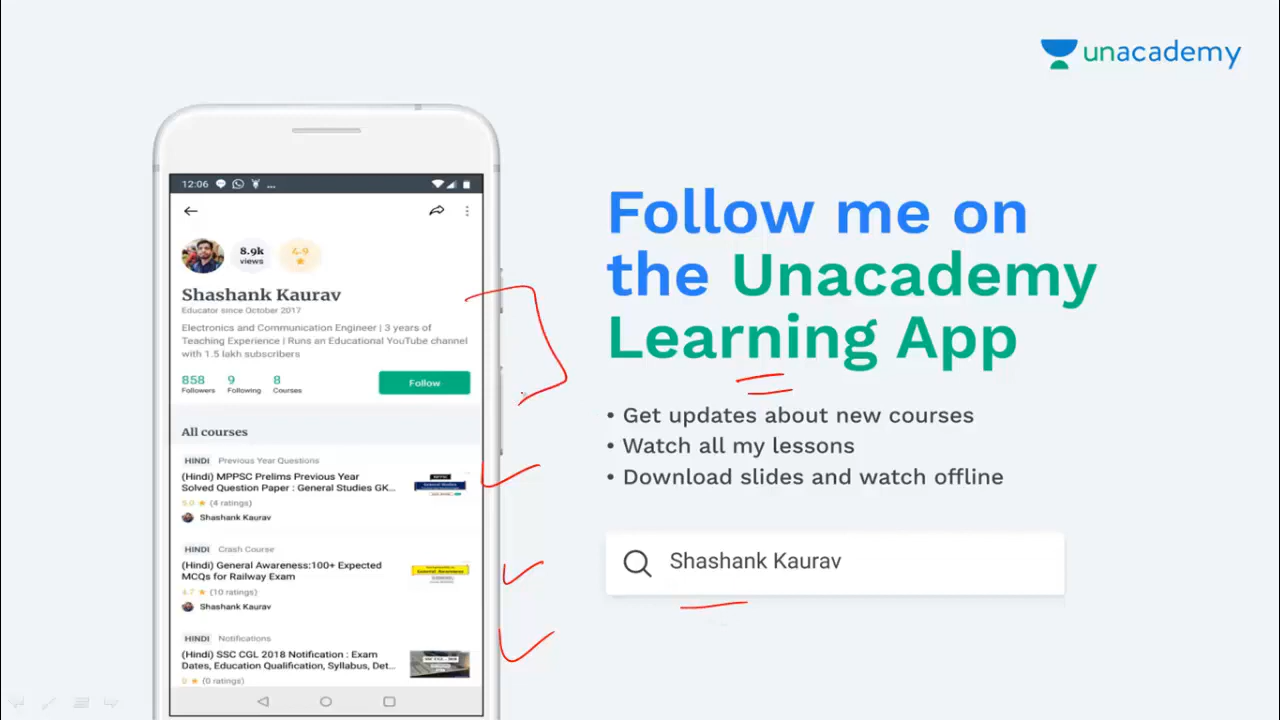 unacademy
12:06
8.9k
views
4.9
Shashank Kaurav
Educator since October 2017
Electronics and Communication Engineer | 3 years of
Teaching Experience | Runs an Educational YouTube channel
with 1.5 lakh subscribers
858 9 8
Followers Following Courses
Follow
All courses
HINDI Previous Year Questions
(Hindi) MPPSC Prelims Previous Year
Solved Question Paper : General Studies GK...
5.0 ★ (4 ratings)
Shashank Kaurav
HINDI Crash Course
(Hindi) General Awareness:100+ Expected
MCQs for Railway Exam
4.7 ★ (10 ratings)
Shashank Kaurav
HINDI Notifications
(Hindi) SSC CGL 2018 Notification : Exam
Dates, Education Qualification, Syllabus, Det...
0 ★ (0 ratings)
Follow me on
the Unacademy
Learning App
• Get updates about new courses
• Watch all my lessons
• Download slides and watch offline
Shashank Kaurav